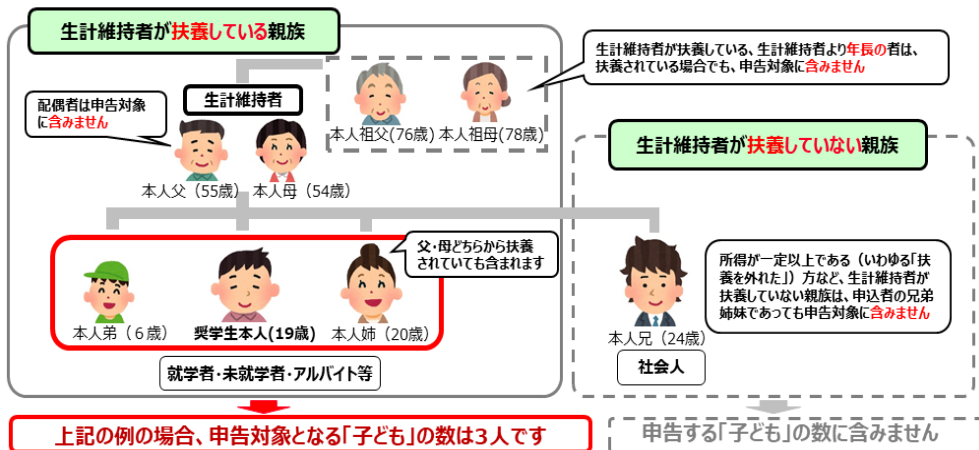 生計維持者が扶養している親族
生計維持者が扶養している、生計維持者より年長の者は、
扶養されている場合でも、申告対象に含みません
配偶者は申告対象
に含みません
生計維持者
本人祖父(76歳)
本人祖母(78歳)
本人父（55歳）
本人母（54歳）
生計維持者が扶養していない親族
父・母どちらから扶養
されていても含まれます
本人弟（６歳）
奨学生本人(19歳)
本人姉（20歳）
就学者・未就学者・アルバイト等
所得が一定以上である（いわゆる「扶
養を外れた」）方など、生計維持者が
扶養していない親族は、申込者の兄弟
姉妹であっても申告対象に含みません
本人兄（24歳）
社会人
上記の例の場合、申告対象となる「子ども」の数は３人です
申告する「子ども」の数に含みません